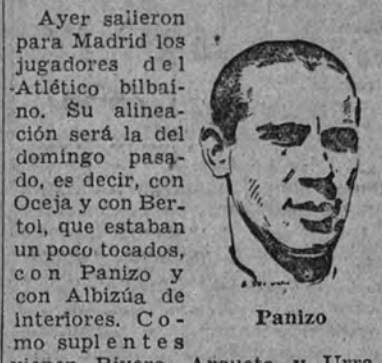 Ayer salieron
para Madrid los
jugadores del
Atlético bilbaí-
no. Su alinea-
ción será la del
domingo pasa-
do, es decir, con
Oceja y con Ber-
tol, que estaban
un poco tocados,
con Panizo y
con Albizúa de
interiores. Co-
mo suplentes
Panizo